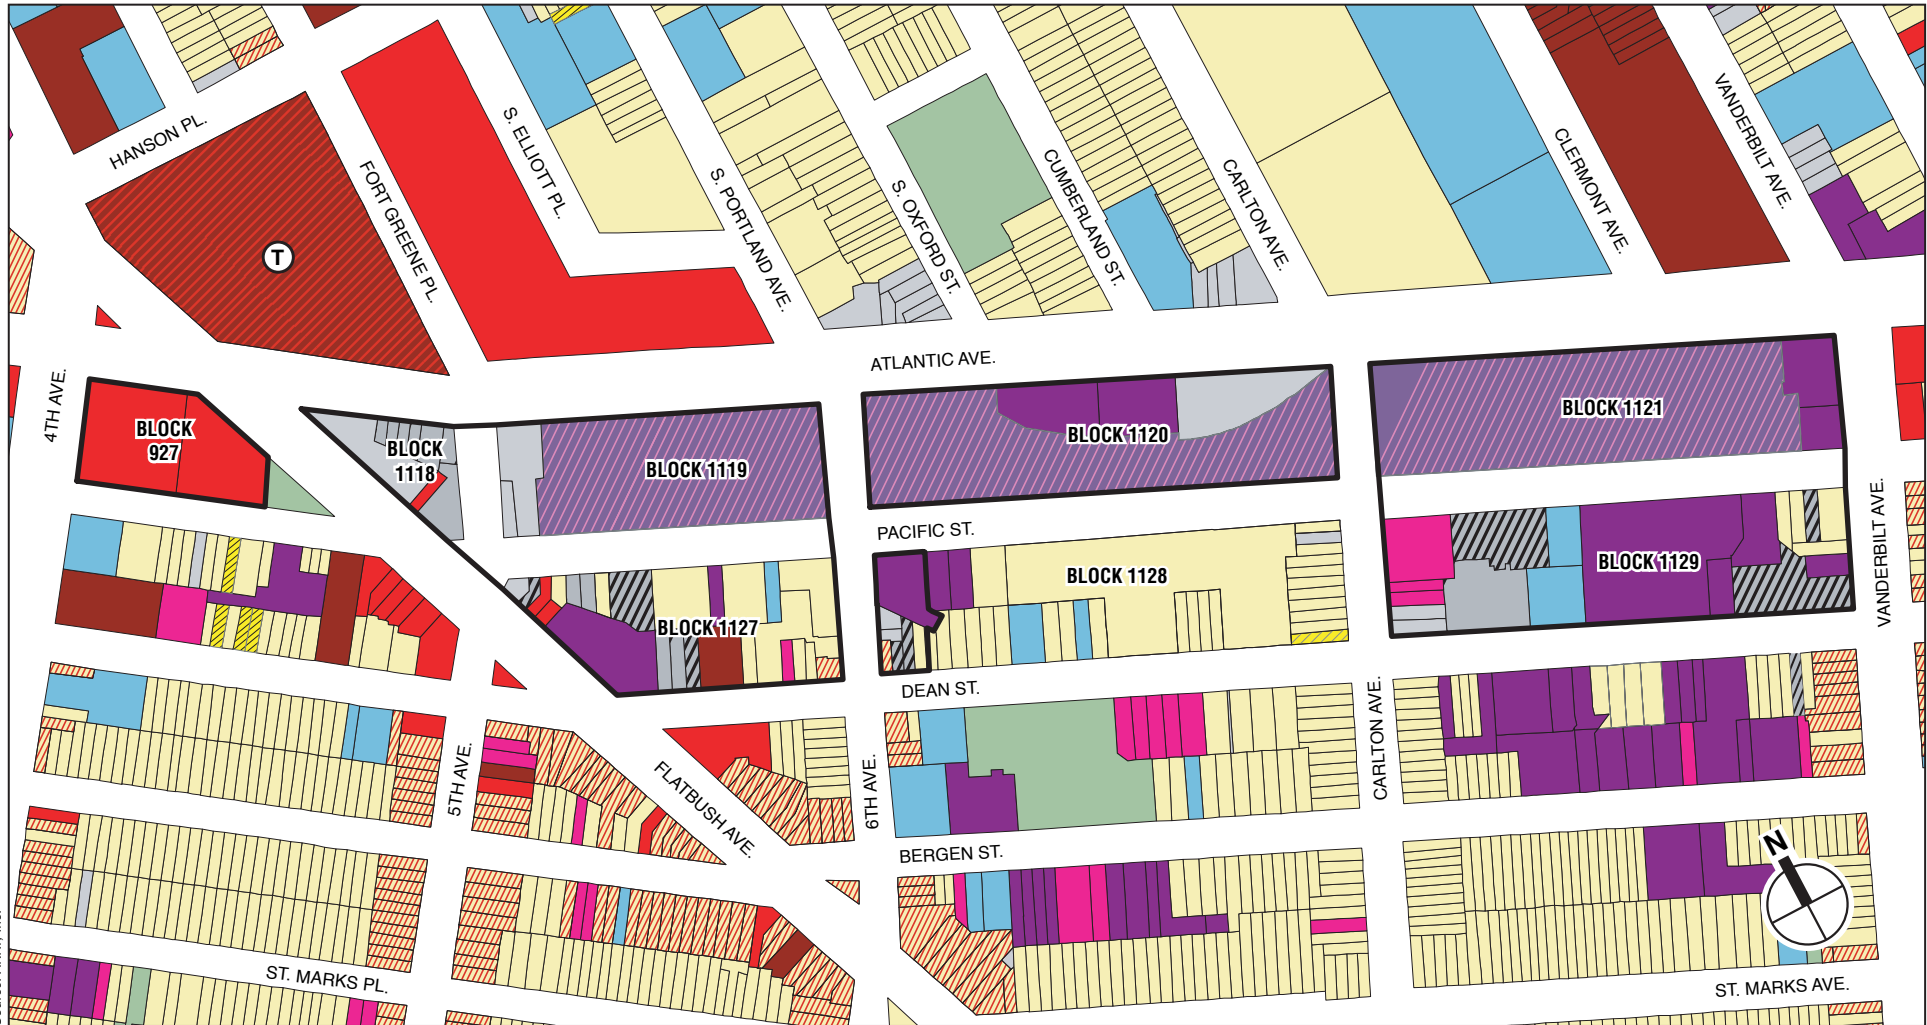 HANSON PL.
FORT GREENE PL.
S. ELLIOTT PL.
S. PORTLAND AVE.
S. OXFORD ST.
CUMBERLAND ST.
CARLTON AVE.
CLERMONT AVE.
VANDERBILT AVE.
T
ATLANTIC AVE.
4TH AVE.
BLOCK
927
BLOCK
1118
BLOCK 1119
BLOCK 1120
BLOCK 1121
PACIFIC ST.
BLOCK 1127
BLOCK 1128
BLOCK 1129
VANDERBILT AVE.
DEAN ST.
5TH AVE.
FLATBUSH AVE.
6TH AVE.
CARLTON AVE.
BERGEN ST.
N
ST. MARKS PL.
ST. MARKS AVE.